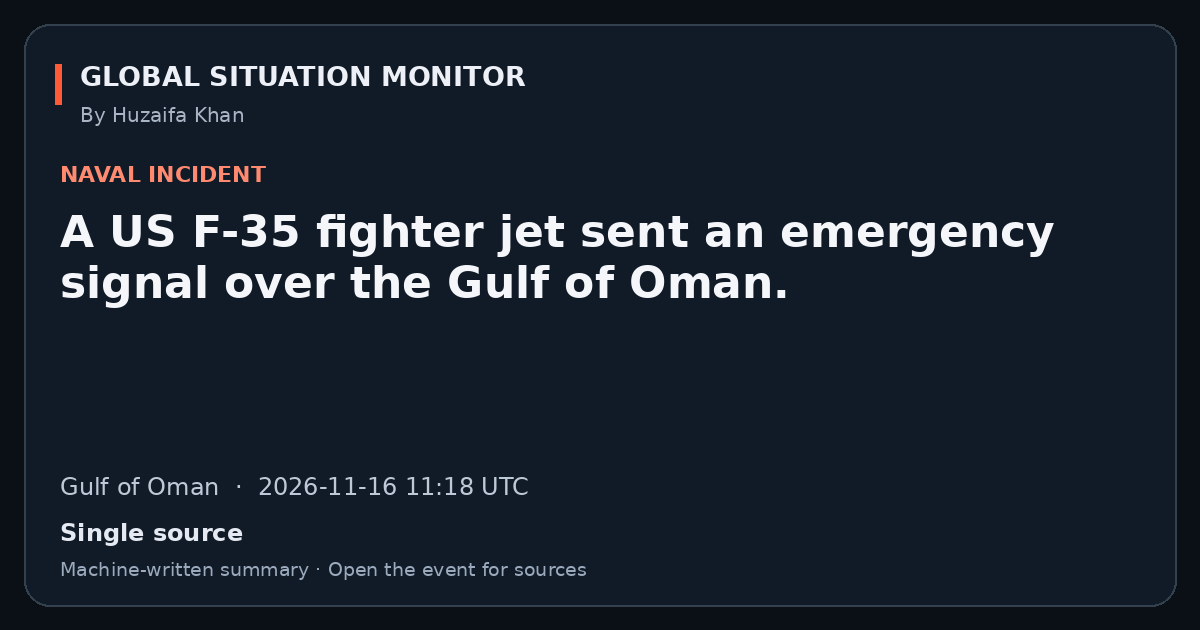 GLOBAL SITUATION MONITOR
By Huzaifa Khan
NAVAL INCIDENT
A US F-35 fighter jet sent an emergency
signal over the Gulf of Oman.
Gulf of Oman · 2026-11-16 11:18 UTC
Single source
Machine-written summary · Open the event for sources